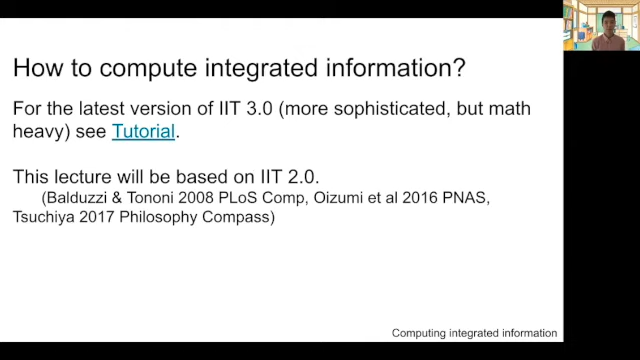 How to compute integrated information?
For the latest version of IIT 3.0 (more sophisticated, but math
heavy) see Tutorial.
This lecture will be based on IIT 2.0.
(Balduzzi & Tononi 2008 PLoS Comp, Oizumi et al 2016 PNAS,
Tsuchiya 2017 Philosophy Compass)
Computing integrated information